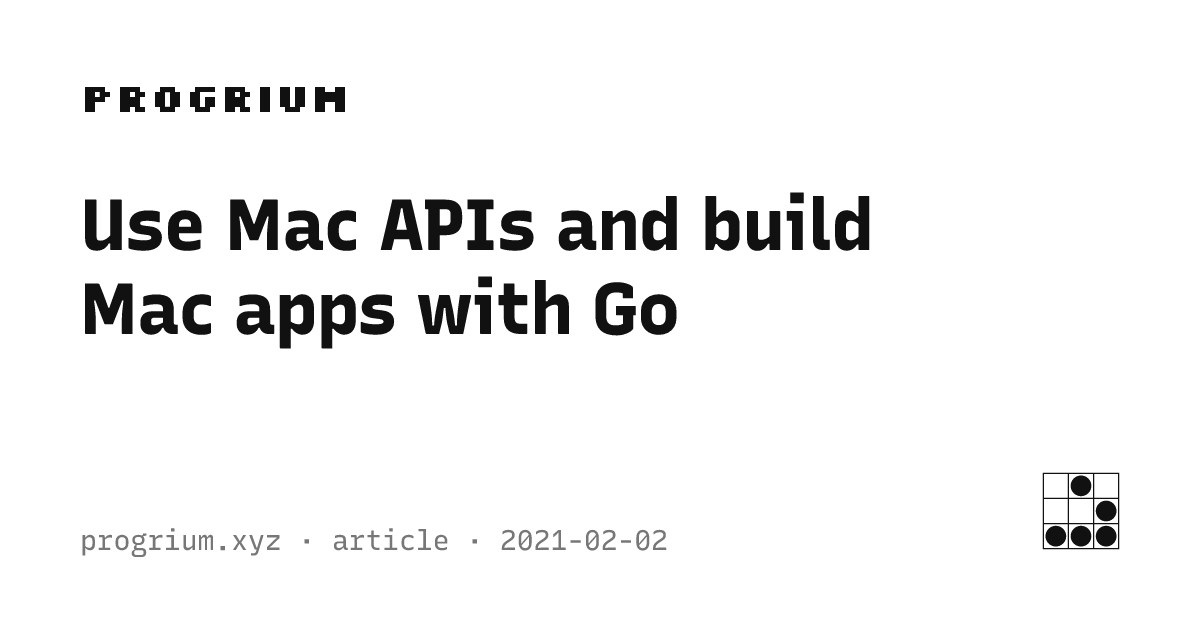 PROGRIUM
Use Mac APIs and build
Mac apps with Go
progrium.xyz · article · 2021-02-02